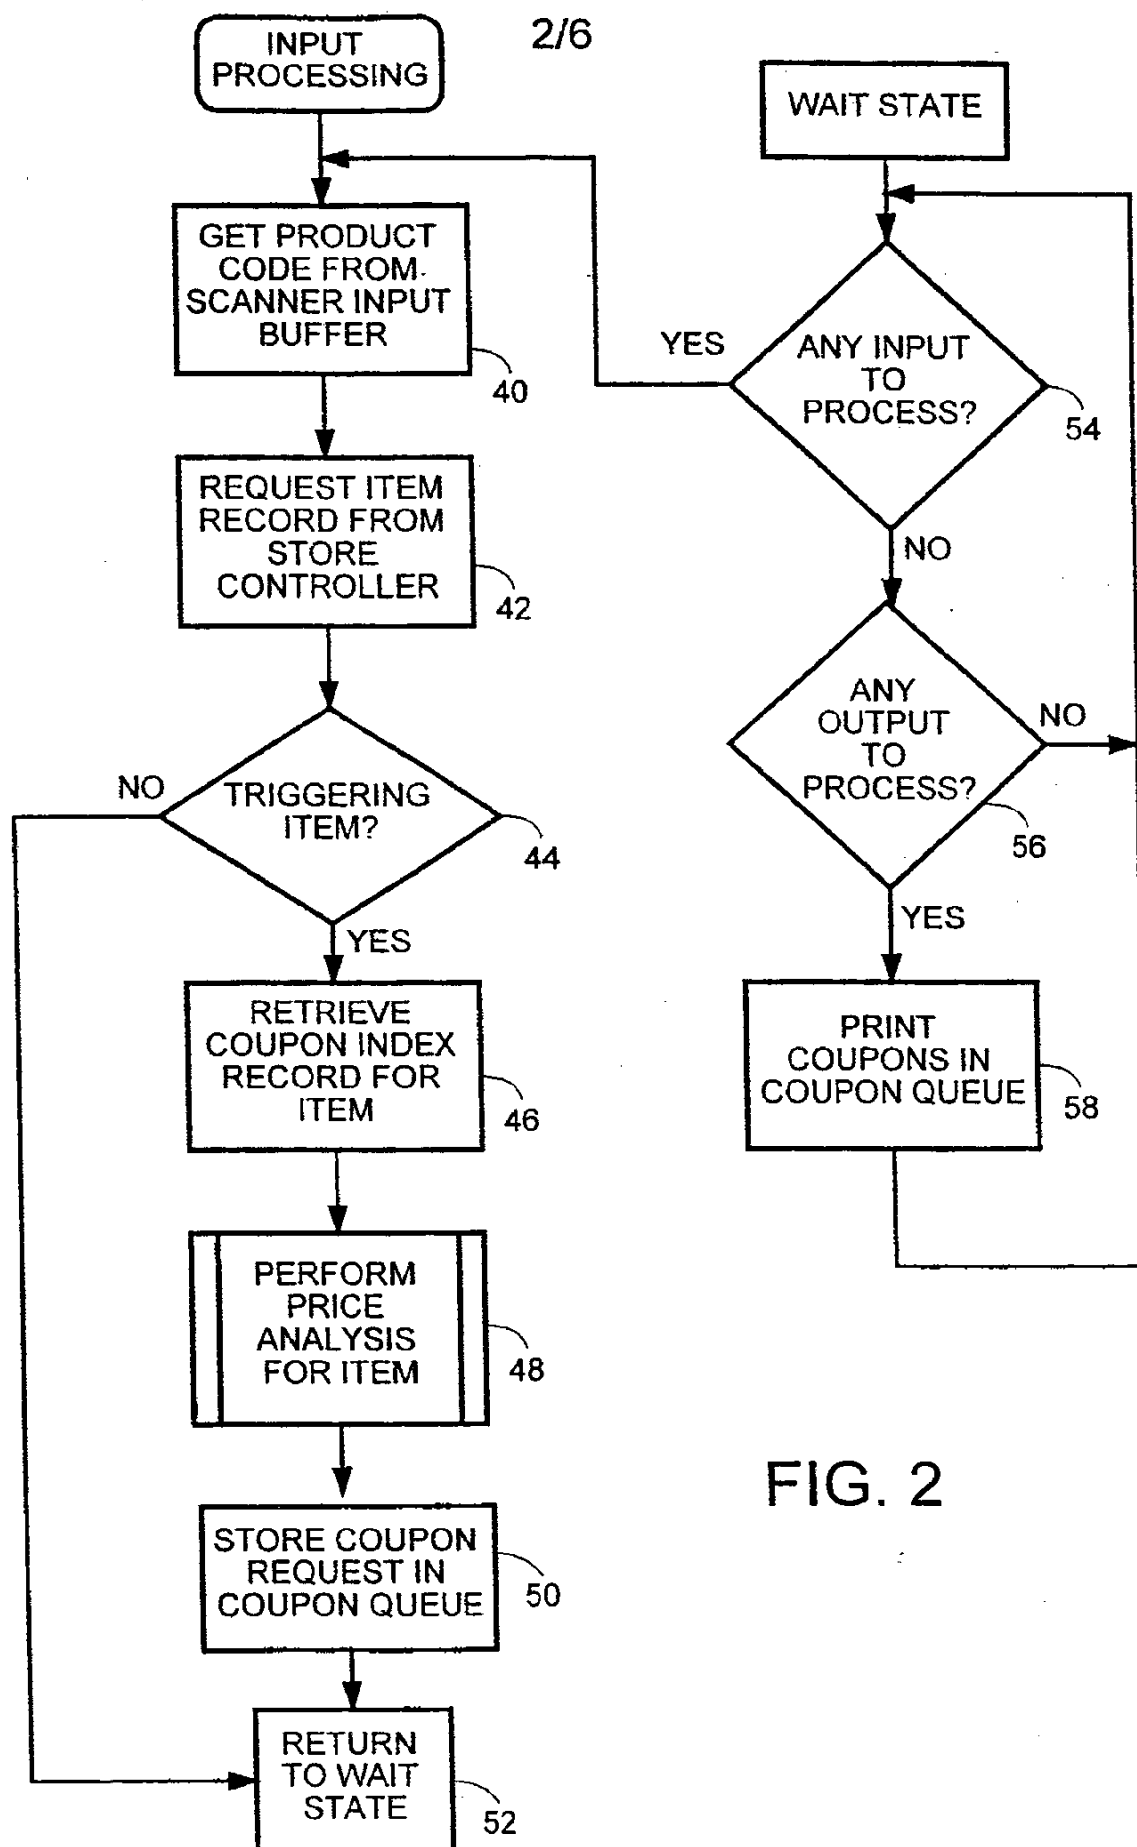 2/6
INPUT
PROCESSING
GET PRODUCT
CODE FROM
SCANNER INPUT
BUFFER
40
REQUEST ITEM
RECORD FROM
STORE
CONTROLLER
42
TRIGGERING
ITEM?
44
NO
YES
RETRIEVE
COUPON INDEX
RECORD FOR
ITEM
46
PERFORM
PRICE
ANALYSIS
FOR ITEM
48
STORE COUPON
REQUEST IN
COUPON QUEUE
50
RETURN
TO WAIT
STATE
52
WAIT STATE
ANY INPUT
TO
PROCESS?
54
YES
NO
ANY
OUTPUT
TO
PROCESS?
56
NO
YES
PRINT
COUPONS IN
COUPON QUEUE
58
FIG. 2